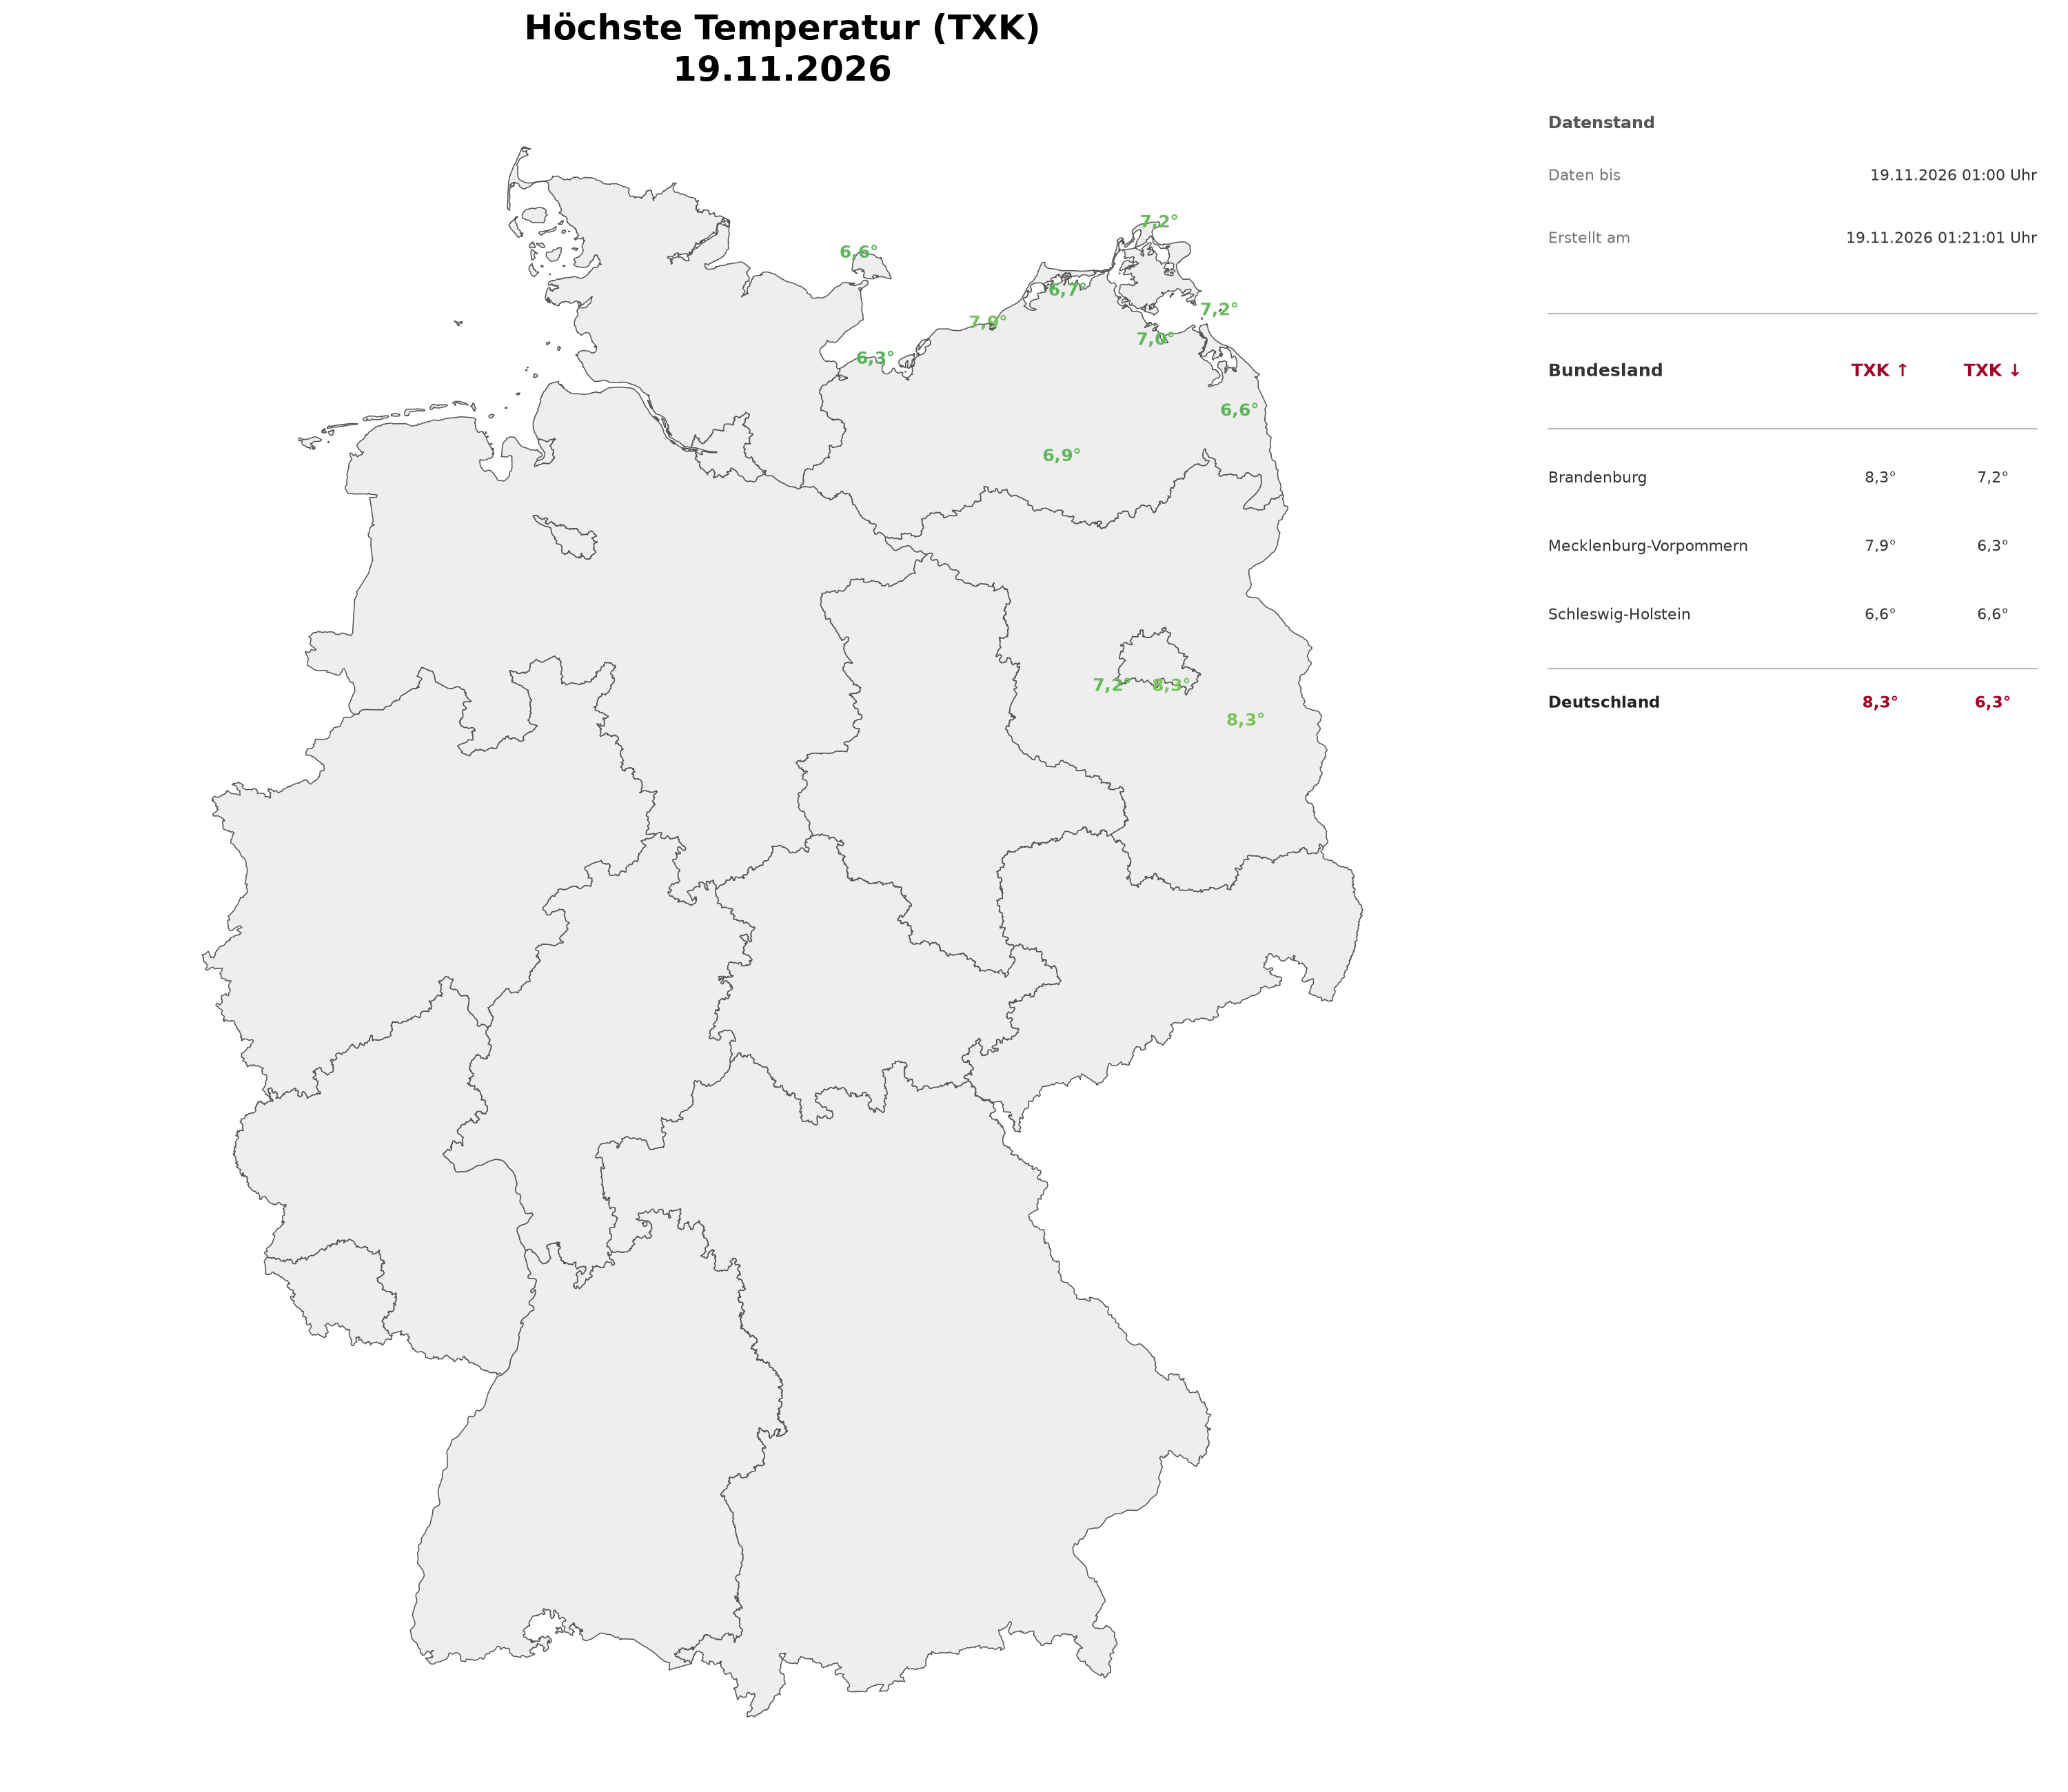 Höchste Temperatur (TXK)
19.11.2026
7,2°
6,6°
6,7°
7,2°
7,9°
7,0°
6,3°
6,6°
6,9°
7,2°
8,3°
8,3°
Datenstand
Daten bis 19.11.2026 01:00 Uhr
Erstellt am 19.11.2026 01:21:01 Uhr
Bundesland TXK ↑ TXK ↓
Brandenburg 8,3° 7,2°
Mecklenburg-Vorpommern 7,9° 6,3°
Schleswig-Holstein 6,6° 6,6°
Deutschland 8,3° 6,3°